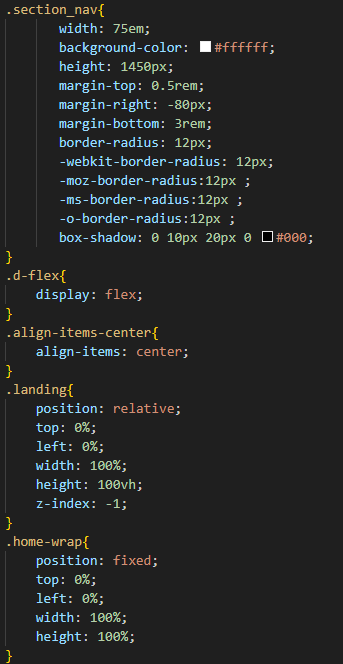 .section_nav{
width: 75em;
background-color: #ffffff;
height: 1450px;
margin-top: 0.5rem;
margin-right: -80px;
margin-bottom: 3rem;
border-radius: 12px;
-webkit-border-radius: 12px;
-moz-border-radius:12px ;
-ms-border-radius:12px ;
-o-border-radius:12px ;
box-shadow: 0 10px 20px 0 #000;
}
.d-flex{
display: flex;
}
.align-items-center{
align-items: center;
}
.landing{
position: relative;
top: 0%;
left: 0%;
width: 100%;
height: 100vh;
z-index: -1;
}
.home-wrap{
position: fixed;
top: 0%;
left: 0%;
width: 100%;
height: 100%;
}